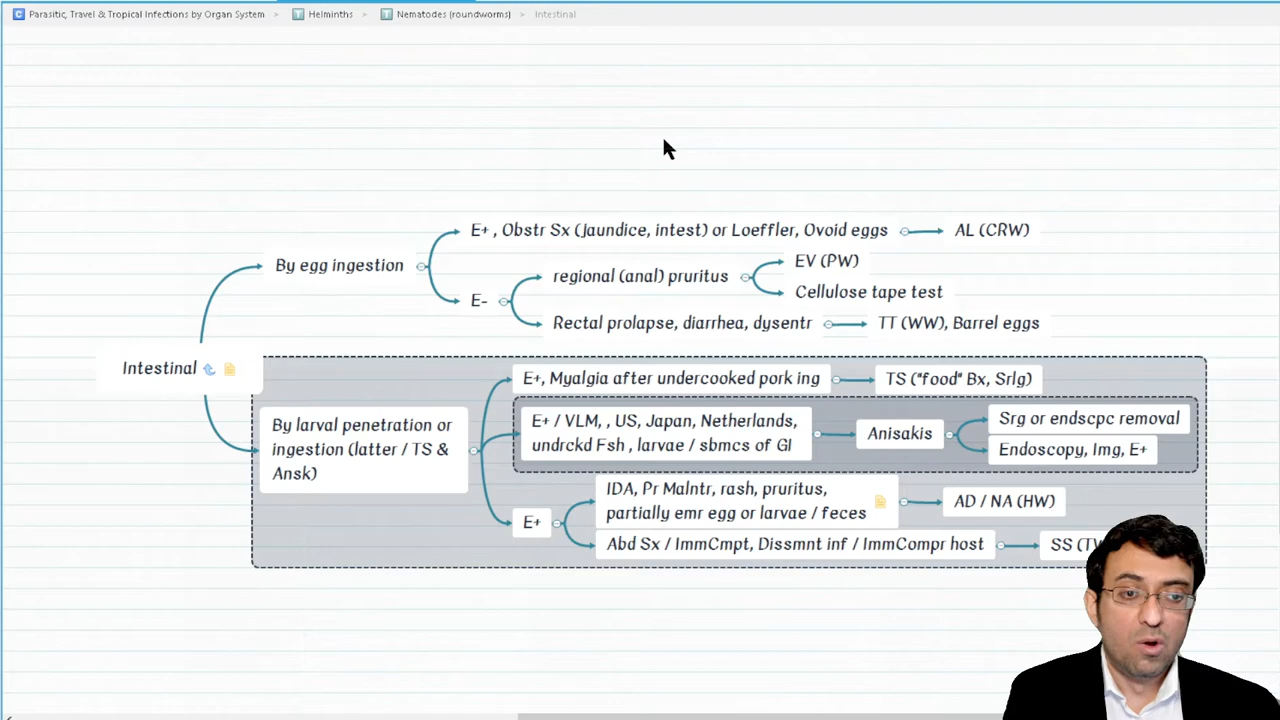 Parasitic, Travel & Tropical Infections by Organ System > Helminths > Nematodes (roundworms) > Intestinal
E+ , Obstr Sx (Jaundice, intest) or Loeffler, Ovoid eggs
AL (CRW)
By egg ingestion
E-
regional (anal) pruritus
EV (PW)
Cellulose tape test
Rectal prolapse, diarrhea, dysentr
TT (WW), Barrel eggs
Intestinal
By larval penetration or
ingestion (latter / TS &
Ansk)
E+, Myalgia after undercooked pork ing
TS ("food" Bx, Srlg)
E+ / VLM, , US, Japan, Netherlands,
undrckd Fsh , larvae / sbmcs of GI
Anisakis
Srg or endscpc removal
Endoscopy, Img, E+
E+
IDA, Pr Malntr, rash, pruritus,
partially emr egg or larvae / feces
AD / NA (HW)
Abd Sx / ImmCmpt, Dissmnt inf / ImmCompr host
SS (T